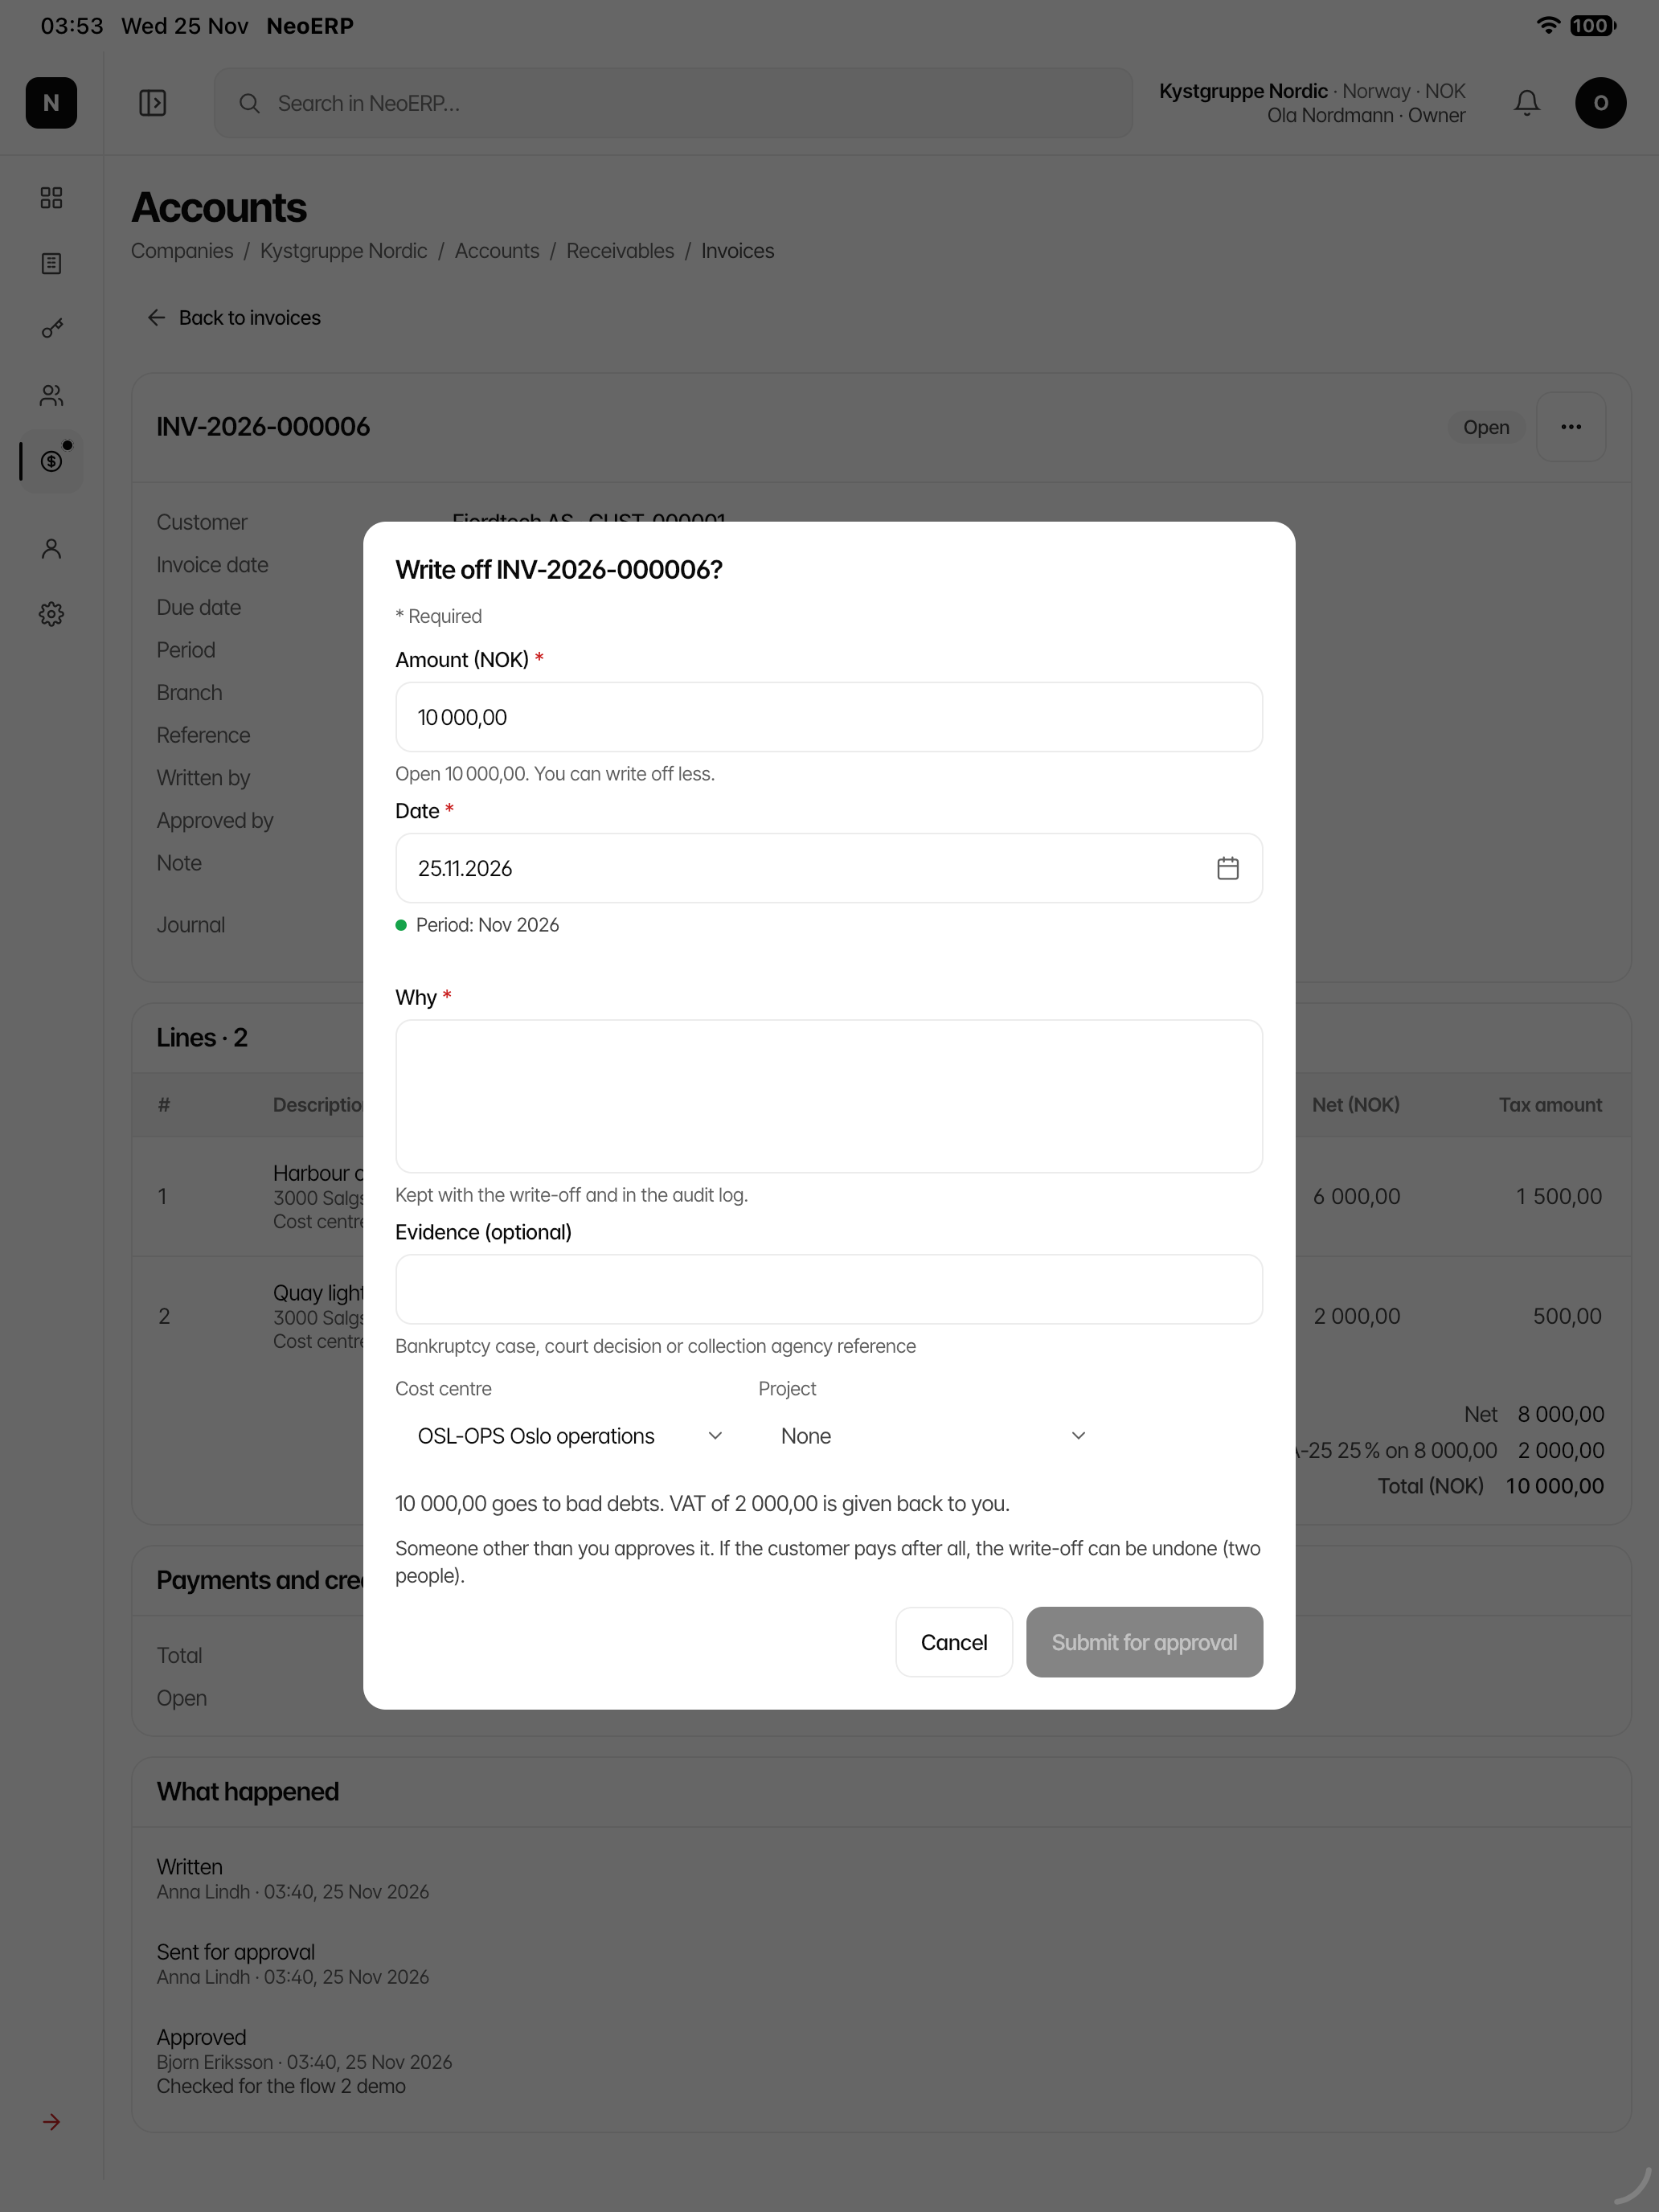 03:53 Wed 25 Nov NeoERP
100
N
Search in NeoERP...
Kystgruppe Nordic · Norway · NOK
Ola Nordmann · Owner
O
Accounts
Companies / Kystgruppe Nordic / Accounts / Receivables / Invoices
Back to invoices
INV-2026-000006
Open
Customer
Invoice date
Due date
Period
Branch
Reference
Written by
Approved by
Note
Journal
Write off INV-2026-000006?
* Required
Amount (NOK) *
10 000,00
Open 10 000,00. You can write off less.
Date *
25.11.2026
Period: Nov 2026
Why *
Kept with the write-off and in the audit log.
Evidence (optional)
Bankruptcy case, court decision or collection agency reference
Cost centre Project
OSL-OPS Oslo operations None
10 000,00 goes to bad debts. VAT of 2 000,00 is given back to you.
Someone other than you approves it. If the customer pays after all, the write-off can be undone (two
people).
Cancel Submit for approval
Lines · 2
# Net (NOK) Tax amount
1 Harbour 6 000,00 1 500,00
3000
Cost
2 Quay 2 000,00 500,00
3000
Cost
Net 8 000,00
-25 25 % on 8 000,00 2 000,00
Total (NOK) 10 000,00
Payments and
Total
Open
What happened
Written
Anna Lindh · 03:40, 25 Nov 2026
Sent for approval
Anna Lindh · 03:40, 25 Nov 2026
Approved
Bjorn Eriksson · 03:40, 25 Nov 2026
Checked for the flow 2 demo